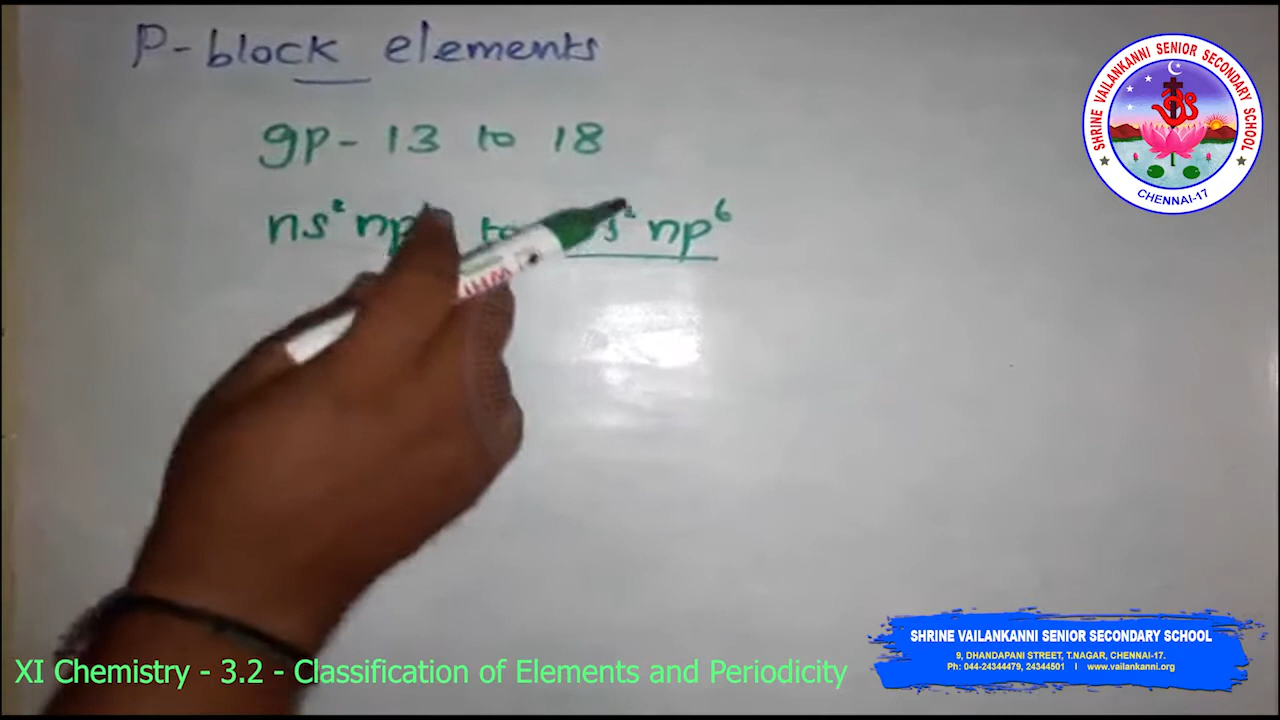 P-block elements
gp - 13 to 18
ns² np to s² np⁶
SHRINE VAILANKANNI SENIOR SECONDARY SCHOOL
CHENNAI-17
SHRINE VAILANKANNI SENIOR SECONDARY SCHOOL
9, DHANDAPANI STREET, T.NAGAR, CHENNAI-17.
Ph: 044-24344479, 24344501 I www.vailankanni.org
XI Chemistry - 3.2 - Classification of Elements and Periodicity